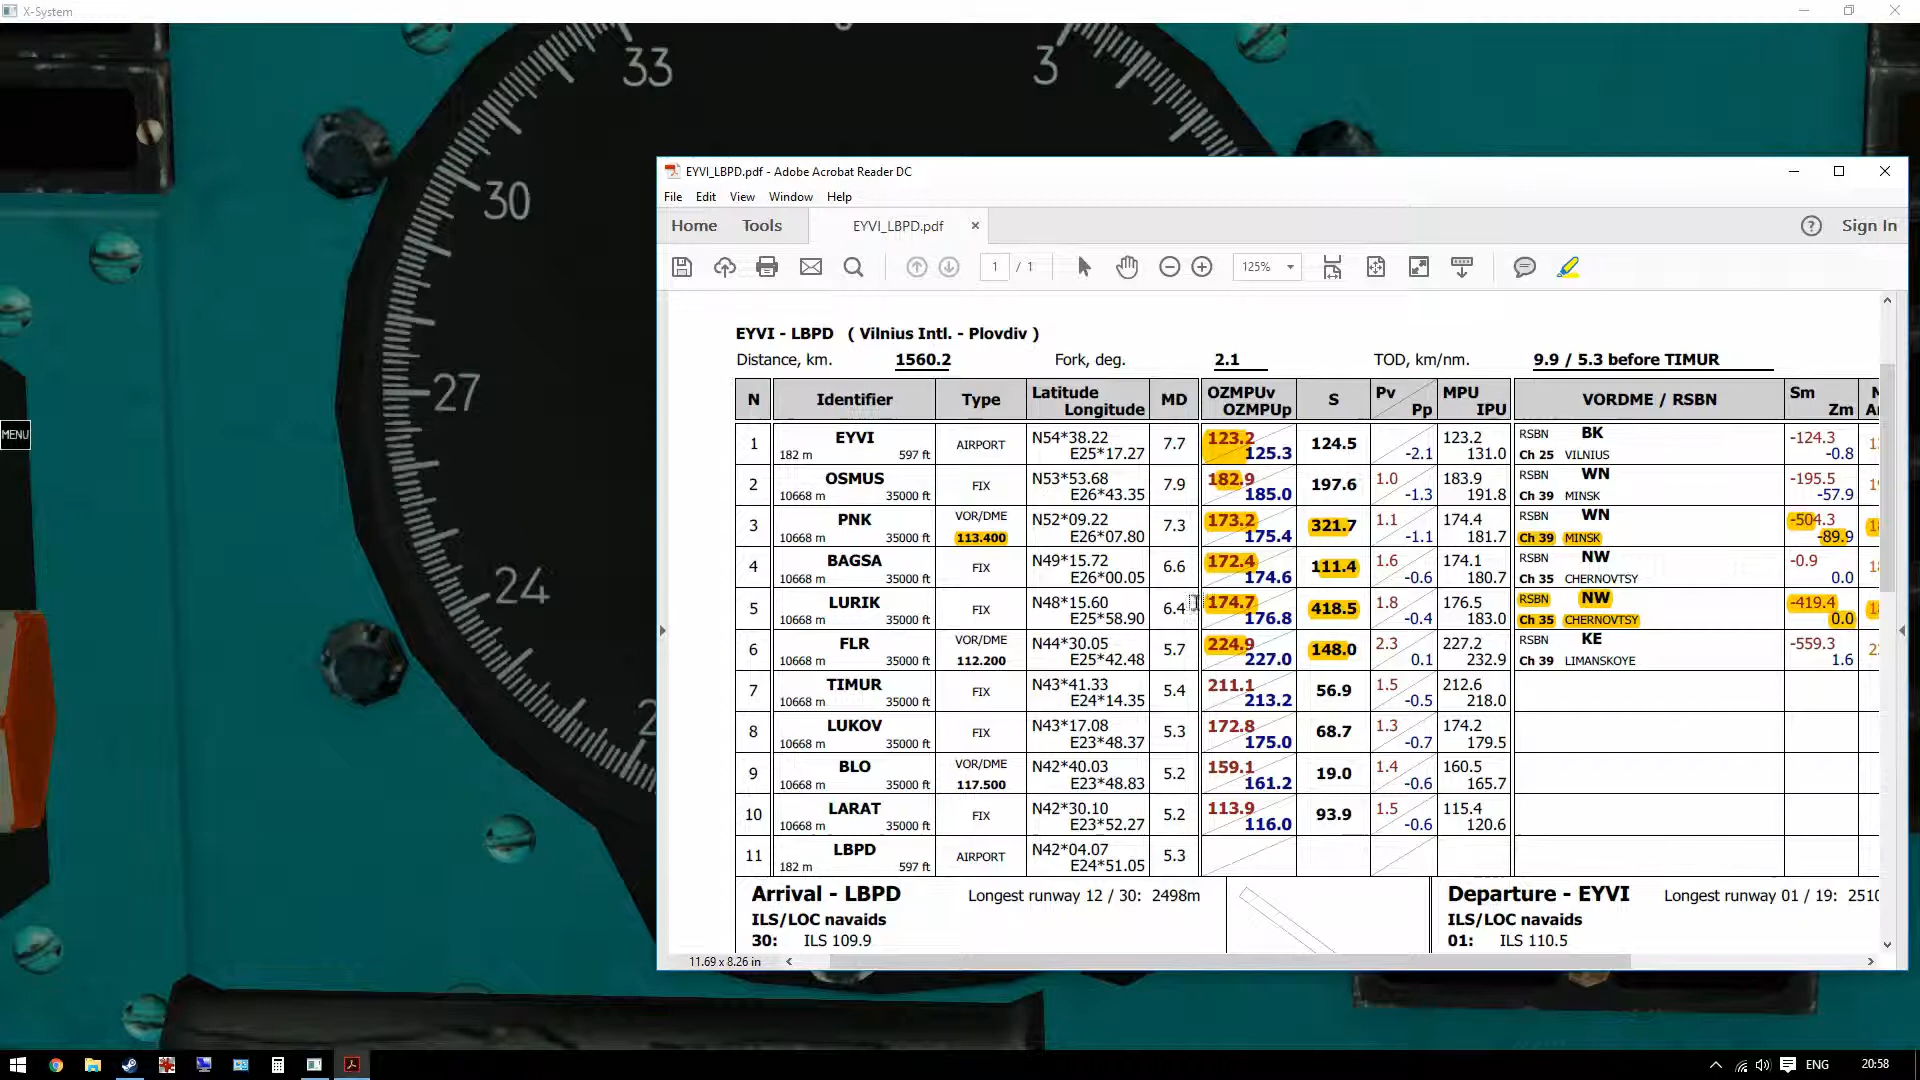 X-System
33
3
30
27
24
MENU
EYVI_LBPD.pdf - Adobe Acrobat Reader DC
File Edit View Window Help
Home Tools EYVI_LBPD.pdf × Sign In
1 / 1 125%
EYVI - LBPD ( Vilnius Intl. - Plovdiv )
Distance, km. 1560.2 Fork, deg. 2.1 TOD, km/nm. 9.9 / 5.3 before TIMUR
N Identifier Type Latitude Longitude MD OZMPUv OZMPUp S Pv Pp MPU IPU VORDME / RSBN Sm Zm
1 EYVI 182 m 597 ft AIRPORT N54*38.22 E25*17.27 7.7 123.2 125.3 124.5 -2.1 123.2 131.0 RSBN BK Ch 25 VILNIUS -124.3 -0.8
2 OSMUS 10668 m 35000 ft FIX N53*53.68 E26*43.35 7.9 182.9 185.0 197.6 1.0 -1.3 183.9 191.8 RSBN WN Ch 39 MINSK -195.5 -57.9
3 PNK 10668 m 35000 ft VOR/DME 113.400 N52*09.22 E26*07.80 7.3 173.2 175.4 321.7 1.1 -1.1 174.4 181.7 RSBN WN Ch 39 MINSK -504.3 -89.9
4 BAGSA 10668 m 35000 ft FIX N49*15.72 E26*00.05 6.6 172.4 174.6 111.4 1.6 -0.6 174.1 180.7 RSBN NW Ch 35 CHERNOVTSY -0.9 0.0
5 LURIK 10668 m 35000 ft FIX N48*15.60 E25*58.90 6.4 174.7 176.8 418.5 1.8 -0.4 176.5 183.0 RSBN NW Ch 35 CHERNOVTSY -419.4 0.0
6 FLR 10668 m 35000 ft VOR/DME 112.200 N44*30.05 E25*42.48 5.7 224.9 227.0 148.0 2.3 0.1 227.2 232.9 RSBN KE Ch 39 LIMANSKOYE -559.3 1.6
7 TIMUR 10668 m 35000 ft FIX N43*41.33 E24*14.35 5.4 211.1 213.2 56.9 1.5 -0.5 212.6 218.0
8 LUKOV 10668 m 35000 ft FIX N43*17.08 E23*48.37 5.3 172.8 175.0 68.7 1.3 -0.7 174.2 179.5
9 BLO 10668 m 35000 ft VOR/DME 117.500 N42*40.03 E23*48.83 5.2 159.1 161.2 19.0 1.4 -0.6 160.5 165.7
10 LARAT 10668 m 35000 ft FIX N42*30.10 E23*52.27 5.2 113.9 116.0 93.9 1.5 -0.6 115.4 120.6
11 LBPD 182 m 597 ft AIRPORT N42*04.07 E24*51.05 5.3
Arrival - LBPD Longest runway 12 / 30: 2498m Departure - EYVI Longest runway 01 / 19: 2510
ILS/LOC navaids ILS/LOC navaids
30: ILS 109.9 01: ILS 110.5
11.69 x 8.26 in
ENG 20:58